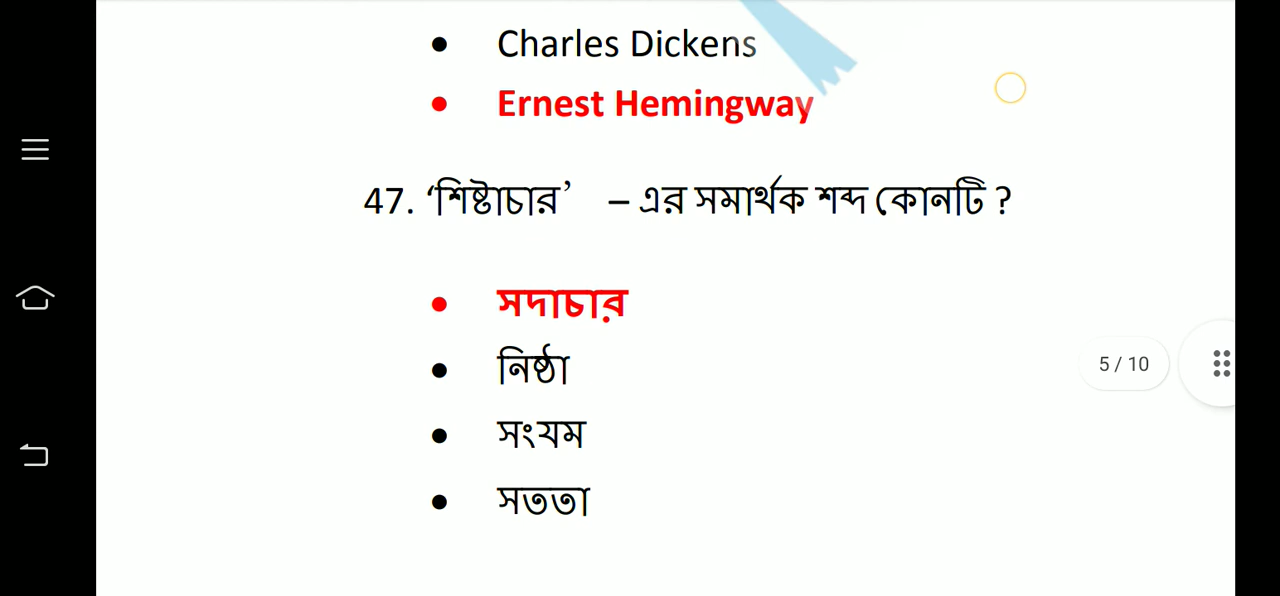 • Charles Dickens
• Ernest Hemingway
47. ‘শিষ্টাচার’ – এর সমার্থক শব্দ কোনটি ?
• সদাচার
• নিষ্ঠা
• সংযম
• সততা
5 / 10